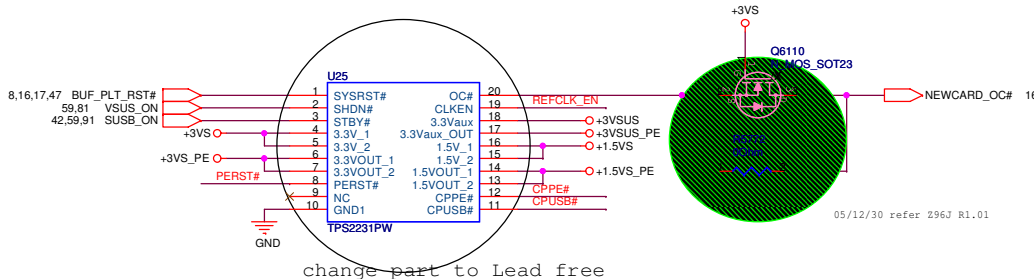 +3VS
Q6110
MOS_SOT23
U25
8,16,17,47 BUF_PLT_RST# 1 SYSRST# OC# 20 NEWCARD_OC# 16
59,81 VSUS_ON 2 SHDN# CLKEN 19 REFCLK_EN
42,59,91 SUSB_ON 3 STBY# 3.3Vaux 18 +3VSUS
+3VS 4 3.3V_1 3.3Vaux_OUT 17 +3VSUS_PE
5 3.3V_2 1.5V_1 16 +1.5VS
+3VS_PE 6 3.3VOUT_1 1.5V_2 15
7 3.3VOUT_2 1.5VOUT_1 14 +1.5VS_PE
PERST# 8 PERST# 1.5VOUT_2 13
9 NC CPPE# 12 CPPE#
10 GND1 CPUSB# 11 CPUSB#
GND
TPS2231PW
05/12/30 refer Z96J R1.01
change part to Lead free